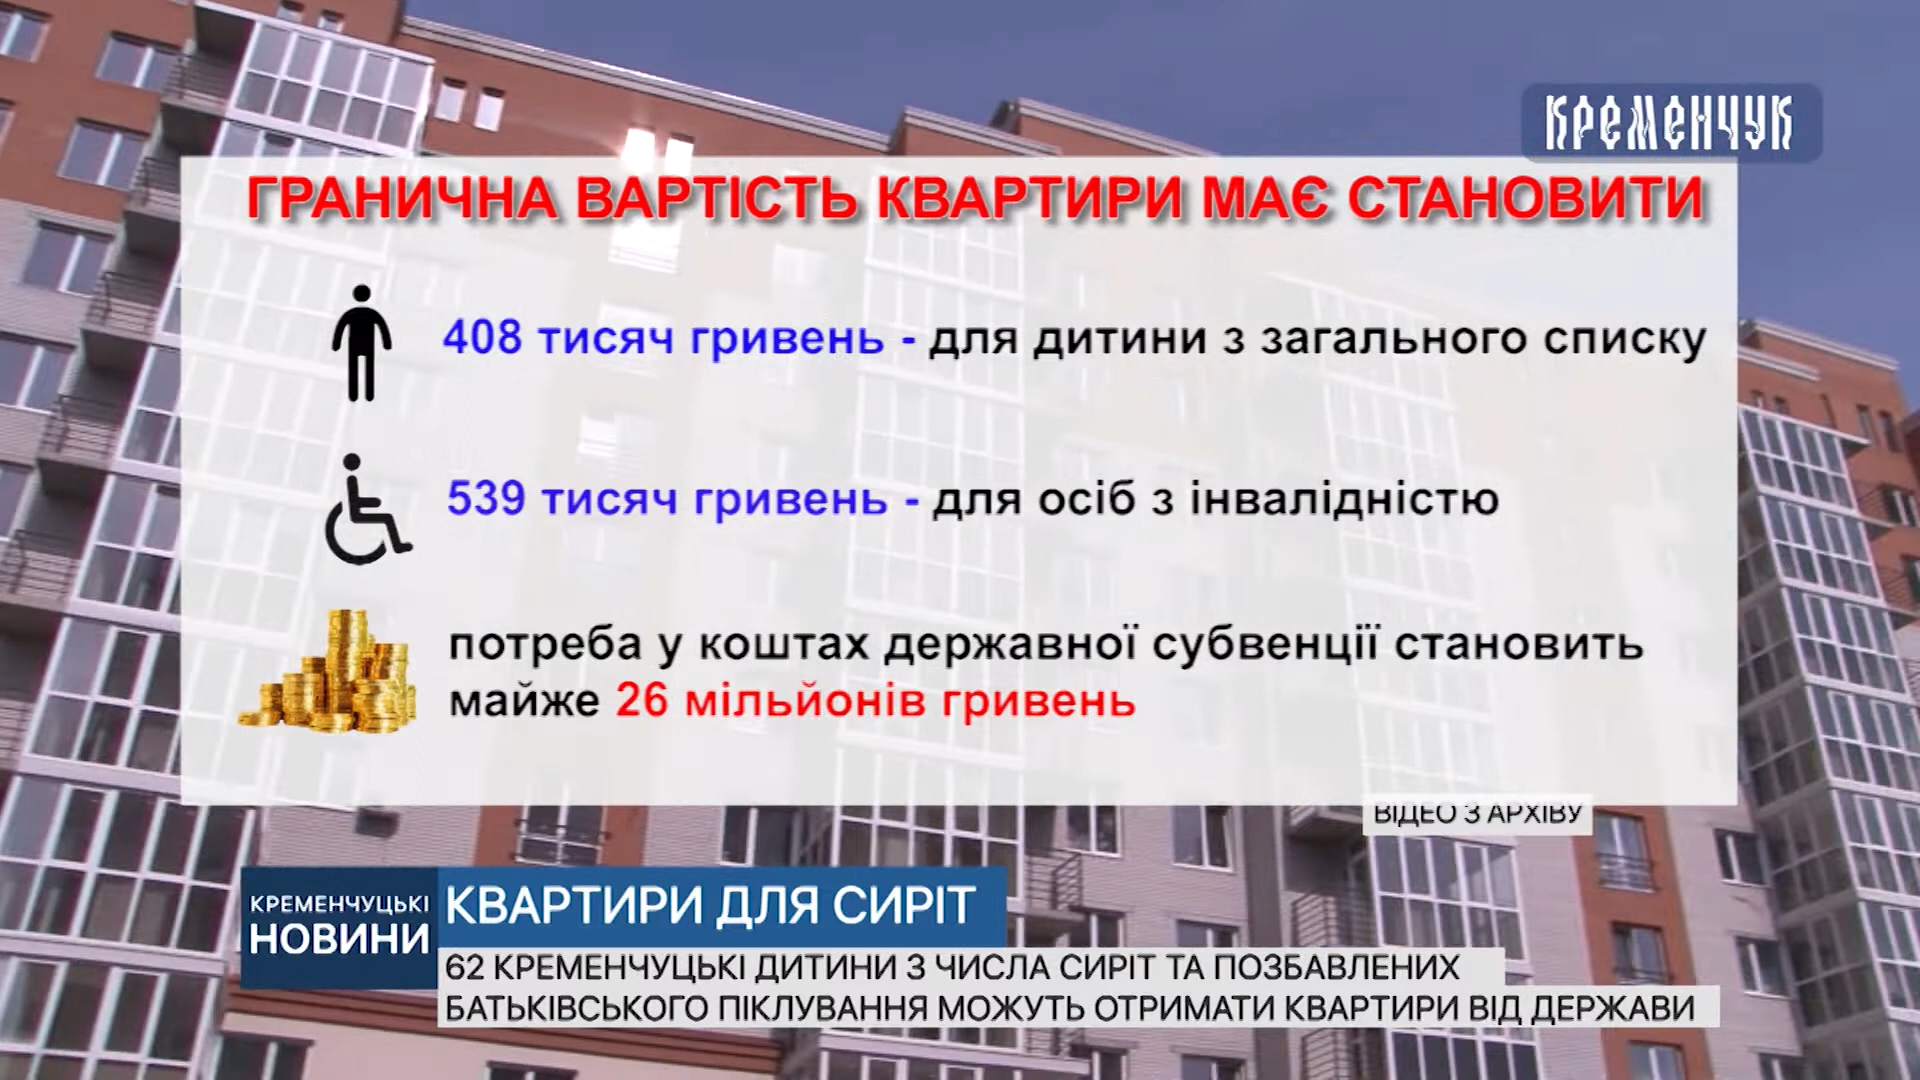 КРЕМЕНЧУК
ГРАНИЧНА ВАРТІСТЬ КВАРТИРИ МАЄ СТАНОВИТИ
408 тисяч гривень - для дитини з загального списку
539 тисяч гривень - для осіб з інвалідністю
потреба у коштах державної субвенції становить
майже 26 мільйонів гривень
ВІДЕО З АРХІВУ
КРЕМЕНЧУЦЬКІ
НОВИНИ
КВАРТИРИ ДЛЯ СИРІТ
62 КРЕМЕНЧУЦЬКІ ДИТИНИ З ЧИСЛА СИРІТ ТА ПОЗБАВЛЕНИХ
БАТЬКІВСЬКОГО ПІКЛУВАННЯ МОЖУТЬ ОТРИМАТИ КВАРТИРИ ВІД ДЕРЖАВИ